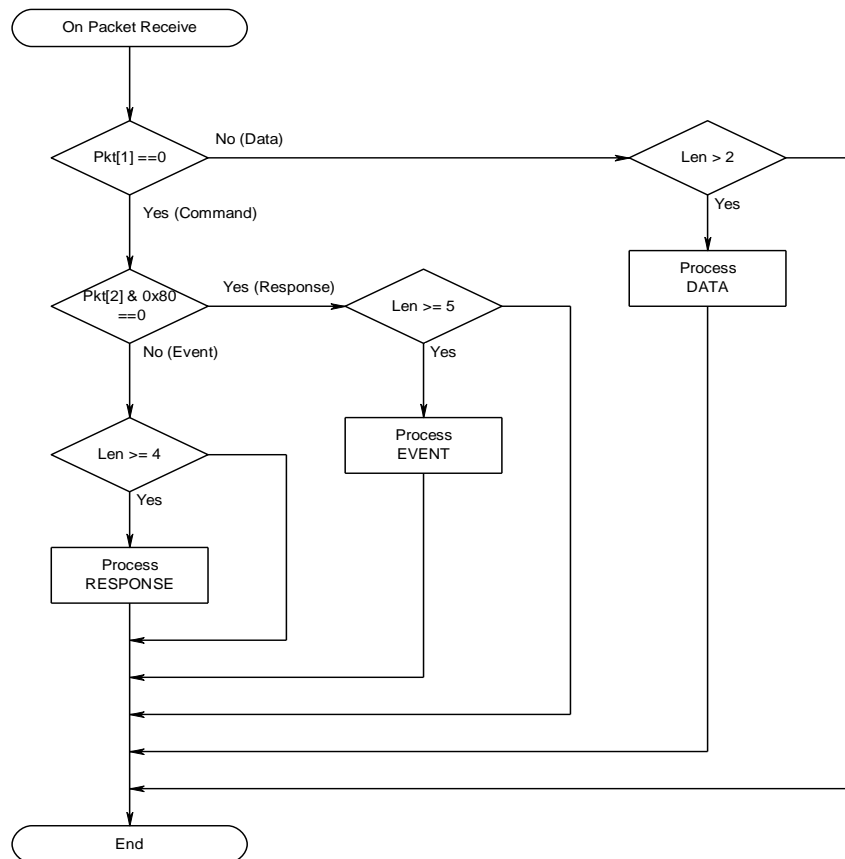 On Packet Receive
No (Data)
Pkt[1] ==0
Len > 2
Yes (Command)
Yes
Process
DATA
Pkt[2] & 0x80
==0
Yes (Response)
Len >= 5
No (Event)
Yes
Process
EVENT
Len >= 4
Yes
Process
RESPONSE
End